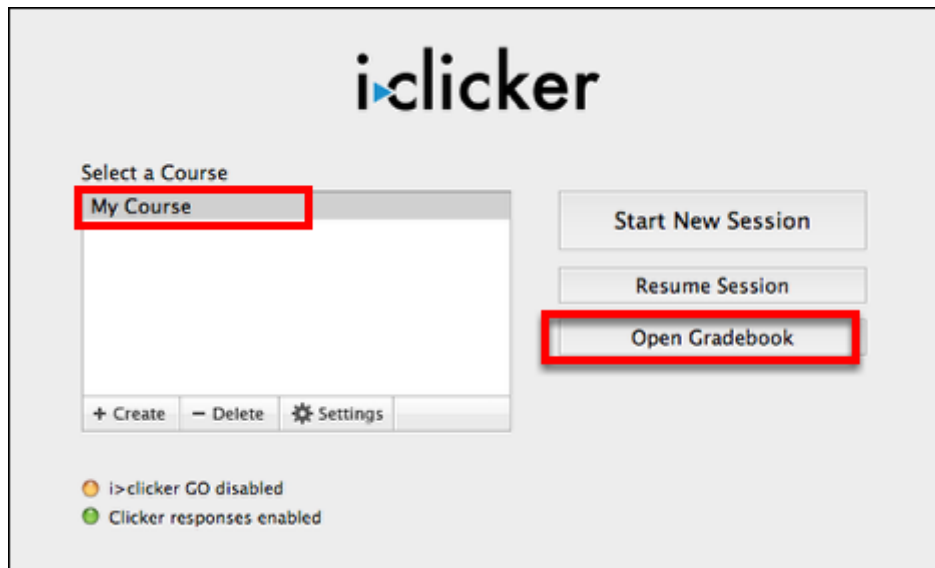 i>clicker
Select a Course
My Course
Start New Session
Resume Session
Open Gradebook
+ Create − Delete Settings
i>clicker GO disabled
Clicker responses enabled